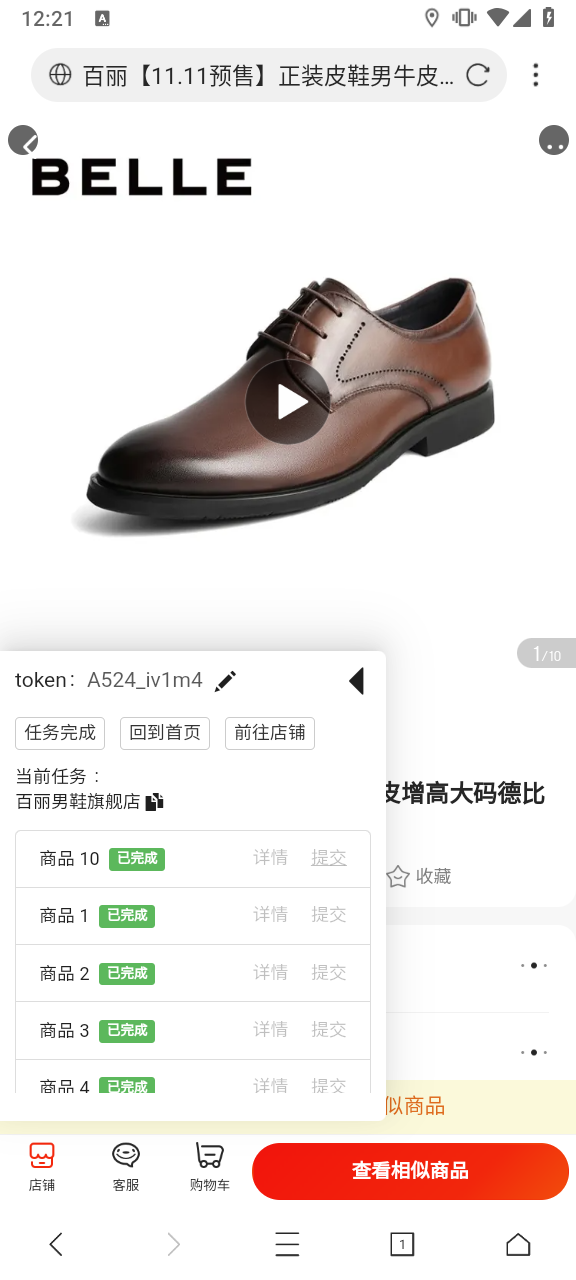 12:21
A
百丽【11.11预售】正装皮鞋男牛皮...
BELLE
1/10
token： A524_iv1m4
任务完成 回到首页 前往店铺
当前任务：
百丽男鞋旗舰店
皮增高大码德比
商品 10 已完成 详情 提交
收藏
商品 1 已完成 详情 提交
商品 2 已完成 详情 提交
商品 3 已完成 详情 提交
商品 4 已完成 详情 提交
似商品
店铺 客服 购物车 查看相似商品
1